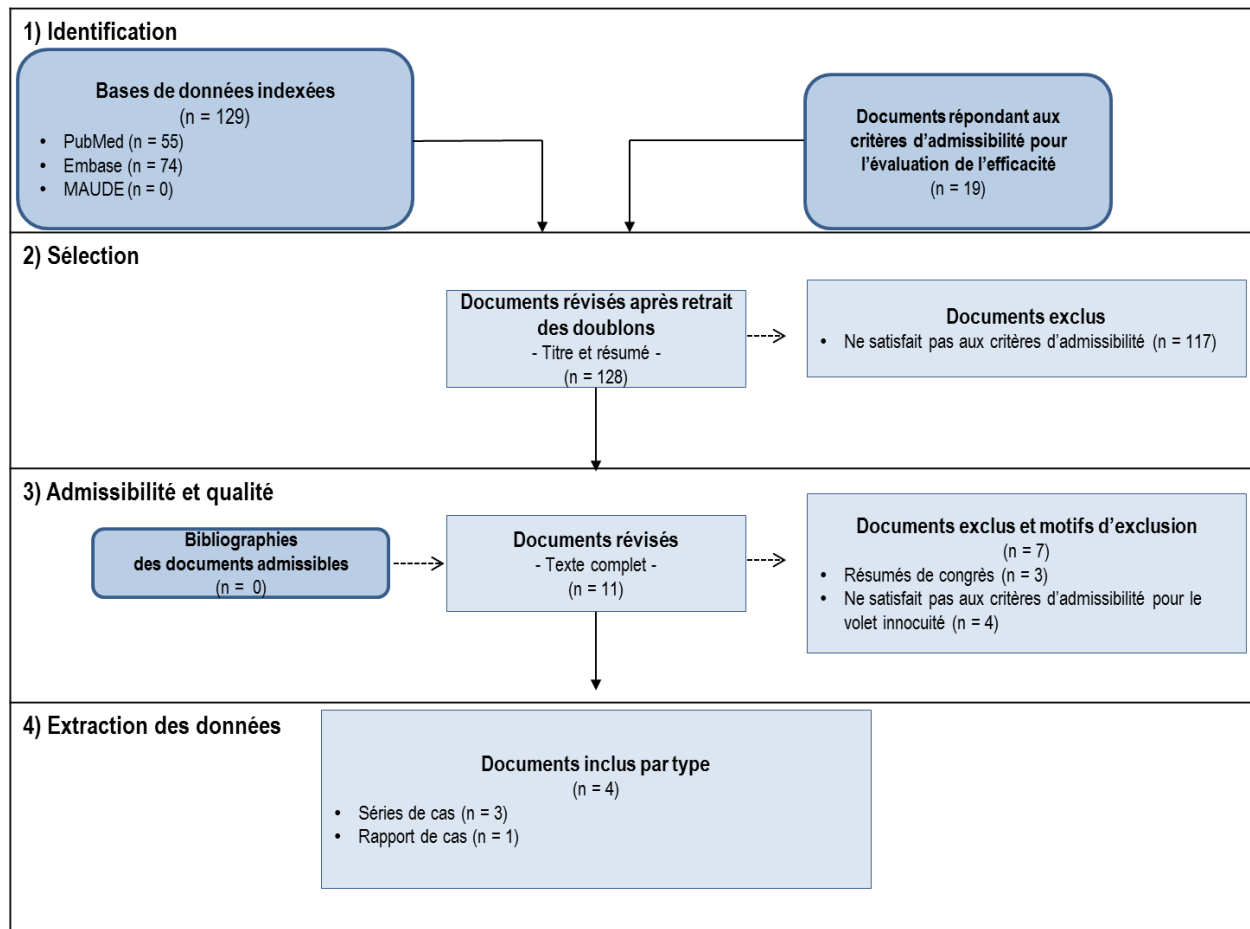 1) Identification
Bases de données indexées
(n = 129)
• PubMed (n = 55)
• Embase (n = 74)
• MAUDE (n = 0)
Documents répondant aux
critères d’admissibilité pour
l’évaluation de l’efficacité
(n = 19)
2) Sélection
Documents révisés après retrait
des doublons
- Titre et résumé -
(n = 128)
Documents exclus
• Ne satisfait pas aux critères d’admissibilité (n = 117)
3) Admissibilité et qualité
Bibliographies
des documents admissibles
(n = 0)
Documents révisés
- Texte complet -
(n = 11)
Documents exclus et motifs d’exclusion
(n = 7)
• Résumés de congrès (n = 3)
• Ne satisfait pas aux critères d’admissibilité pour le
volet innocuité (n = 4)
4) Extraction des données
Documents inclus par type
(n = 4)
• Séries de cas (n = 3)
• Rapport de cas (n = 1)